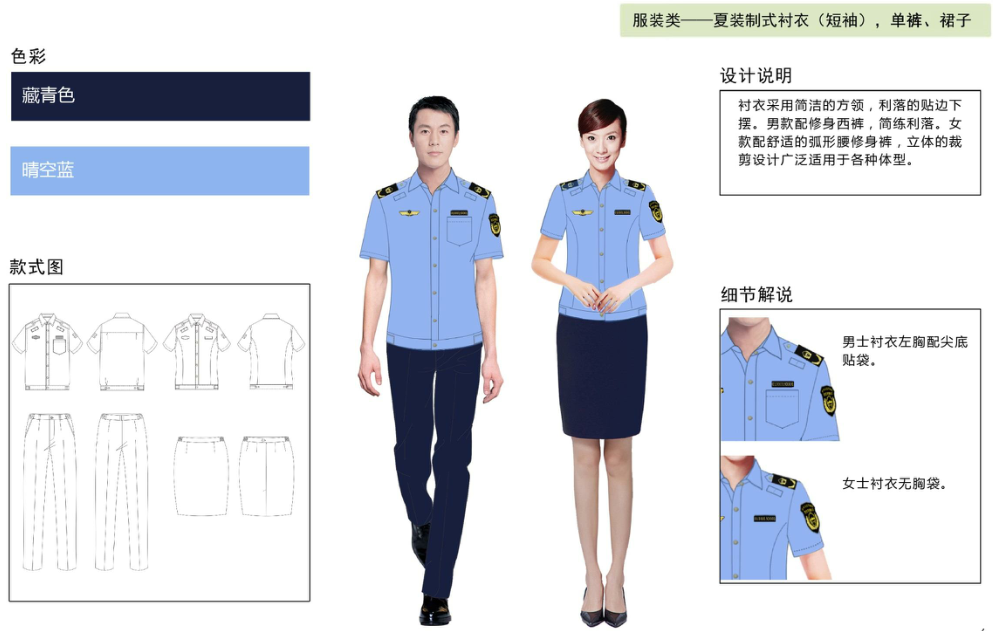 服装类——夏装制式衬衣（短袖），单裤、裙子
色彩
藏青色
晴空蓝
款式图
设计说明
衬衣采用简洁的方领，利落的贴边下
摆。男款配修身西裤，简练利落。女
款配舒适的弧形腰修身裤，立体的裁
剪设计广泛适用于各种体型。
细节解说
男士衬衣左胸配尖底
贴袋。
女士衬衣无胸袋。